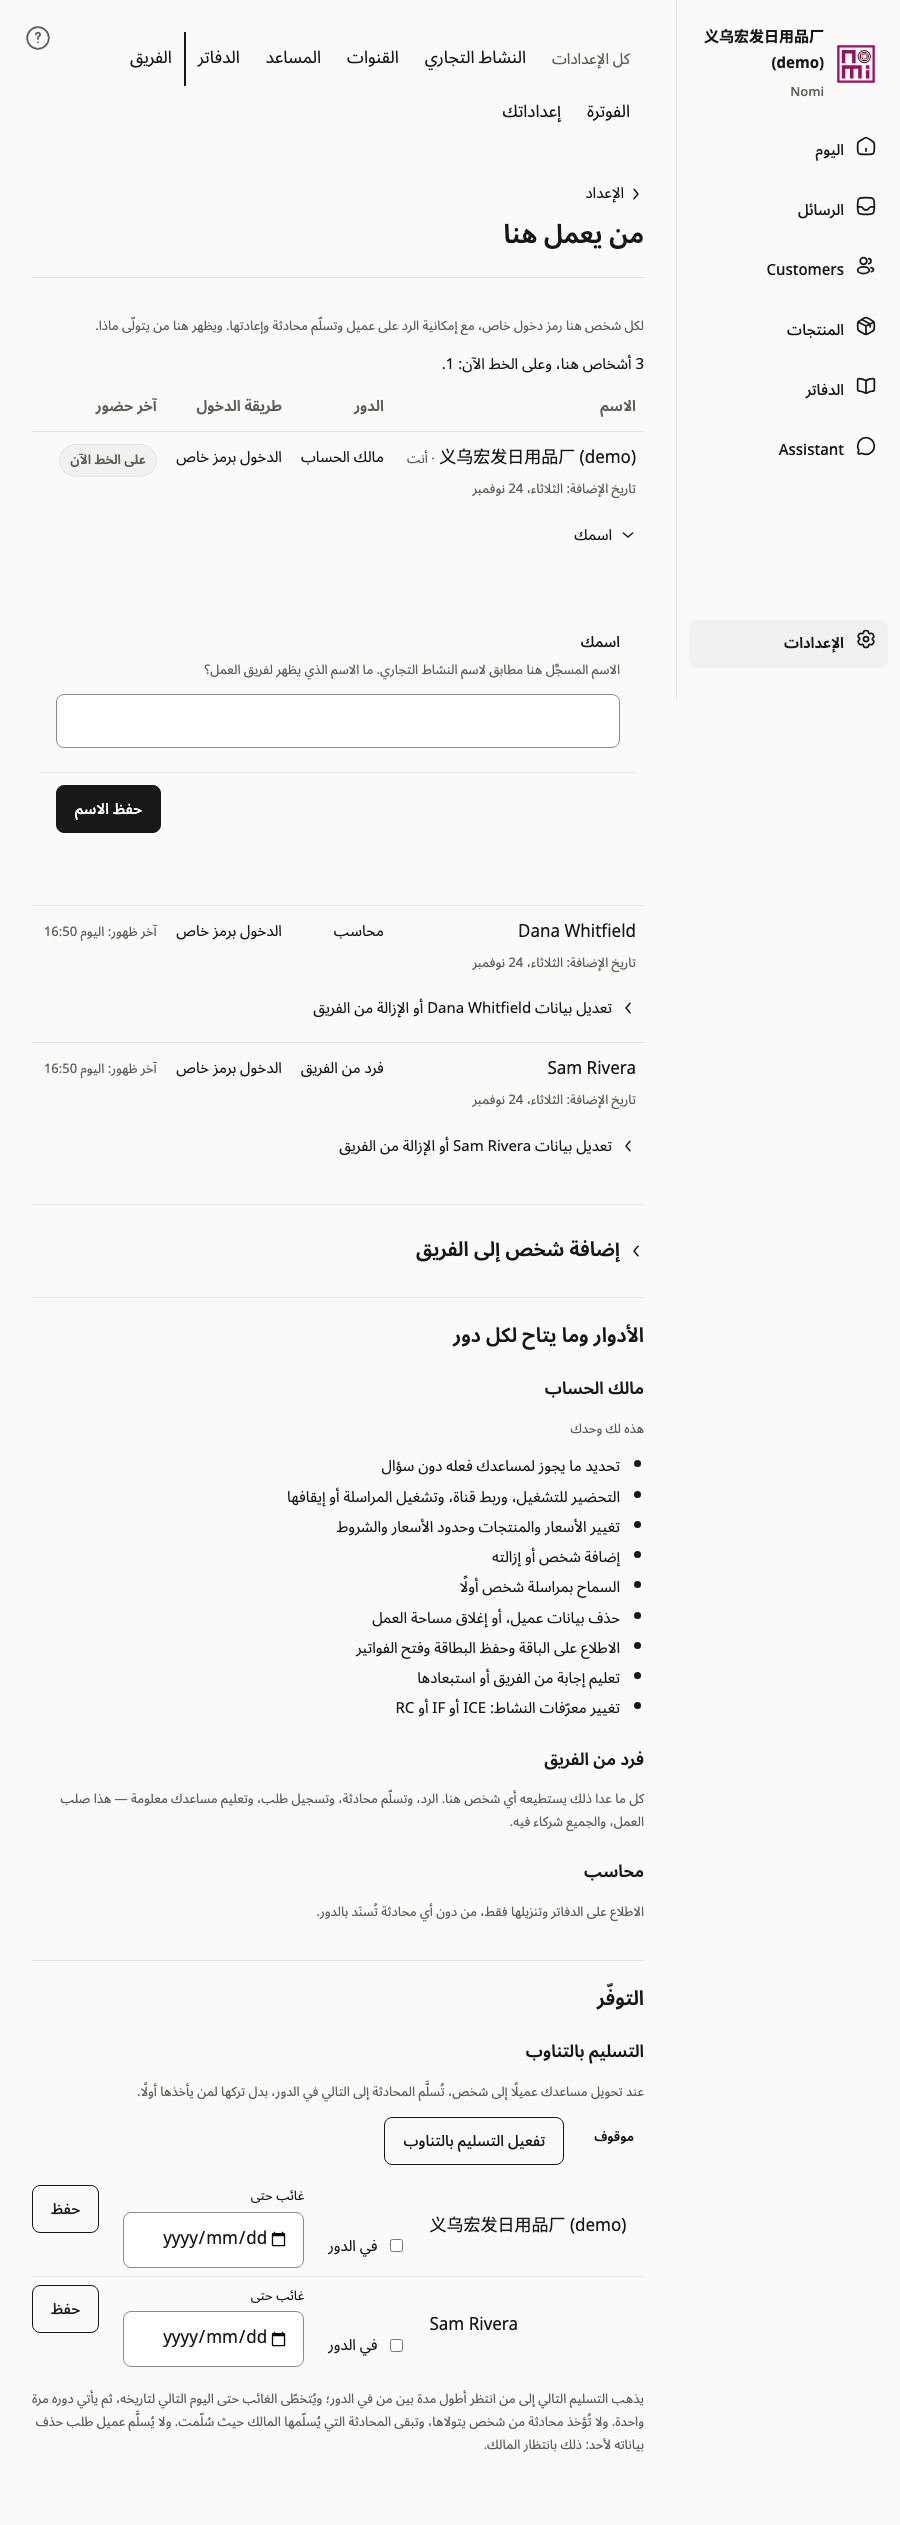 义乌宏发日用品厂
(demo)
Nomi
اليوم
الرسائل
Customers
المنتجات
الدفاتر
Assistant
الإعدادات
كل الإعدادات
النشاط التجاري
القنوات
المساعد
الدفاتر
الفريق
الفوترة
إعداداتك
الإعداد
من يعمل هنا
لكل شخص هنا رمز دخول خاص، مع إمكانية الرد على عميل وتسلّم محادثة وإعادتها. ويظهر هنا من يتولّى ماذا.
3 أشخاص هنا، وعلى الخط الآن: 1.
الاسم الدور طريقة الدخول آخر حضور
义乌宏发日用品厂 (demo) · أنت مالك الحساب الدخول برمز خاص على الخط الآن
تاريخ الإضافة: الثلاثاء، 24 نوفمبر
اسمك
اسمك
الاسم المسجَّل هنا مطابق لاسم النشاط التجاري. ما الاسم الذي يظهر لفريق العمل؟
حفظ الاسم
Dana Whitfield محاسب الدخول برمز خاص آخر ظهور: اليوم 16:50
تاريخ الإضافة: الثلاثاء، 24 نوفمبر
تعديل بيانات Dana Whitfield أو الإزالة من الفريق
Sam Rivera فرد من الفريق الدخول برمز خاص آخر ظهور: اليوم 16:50
تاريخ الإضافة: الثلاثاء، 24 نوفمبر
تعديل بيانات Sam Rivera أو الإزالة من الفريق
إضافة شخص إلى الفريق
الأدوار وما يتاح لكل دور
مالك الحساب
هذه لك وحدك
تحديد ما يجوز لمساعدك فعله دون سؤال
التحضير للتشغيل، وربط قناة، وتشغيل المراسلة أو إيقافها
تغيير الأسعار والمنتجات وحدود الأسعار والشروط
إضافة شخص أو إزالته
السماح بمراسلة شخص أولًا
حذف بيانات عميل، أو إغلاق مساحة العمل
الاطلاع على الباقة وحفظ البطاقة وفتح الفواتير
تعليم إجابة من الفريق أو استبعادها
تغيير معرّفات النشاط: ICE أو IF أو RC
فرد من الفريق
كل ما عدا ذلك يستطيعه أي شخص هنا. الرد، وتسلّم محادثة، وتسجيل طلب، وتعليم مساعدك معلومة — هذا صلب
العمل، والجميع شركاء فيه.
محاسب
الاطلاع على الدفاتر وتنزيلها فقط، من دون أي محادثة تُسنَد بالدور.
التوفّر
التسليم بالتناوب
عند تحويل مساعدك عميلًا إلى شخص، تُسلَّم المحادثة إلى التالي في الدور، بدل تركها لمن يأخذها أولًا.
موقوف
تفعيل التسليم بالتناوب
义乌宏发日用品厂 (demo)
في الدور
غائب حتى
yyyy/mm/dd
حفظ
Sam Rivera
في الدور
غائب حتى
yyyy/mm/dd
حفظ
يذهب التسليم التالي إلى من انتظر أطول مدة بين من في الدور؛ ويُتخطّى الغائب حتى اليوم التالي لتاريخه، ثم يأتي دوره مرة
واحدة. ولا تُؤخذ محادثة من شخص يتولاها، وتبقى المحادثة التي يُسلّمها المالك حيث سُلّمت. ولا يُسلَّم عميل طلب حذف
بياناته لأحد: ذلك بانتظار المالك.